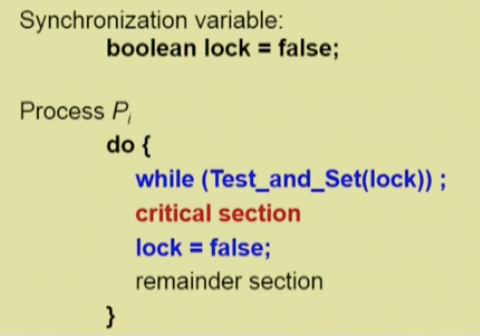 Synchronization variable:
boolean lock = false;
Process Pi
do {
while (Test_and_Set(lock)) ;
critical section
lock = false;
remainder section
}